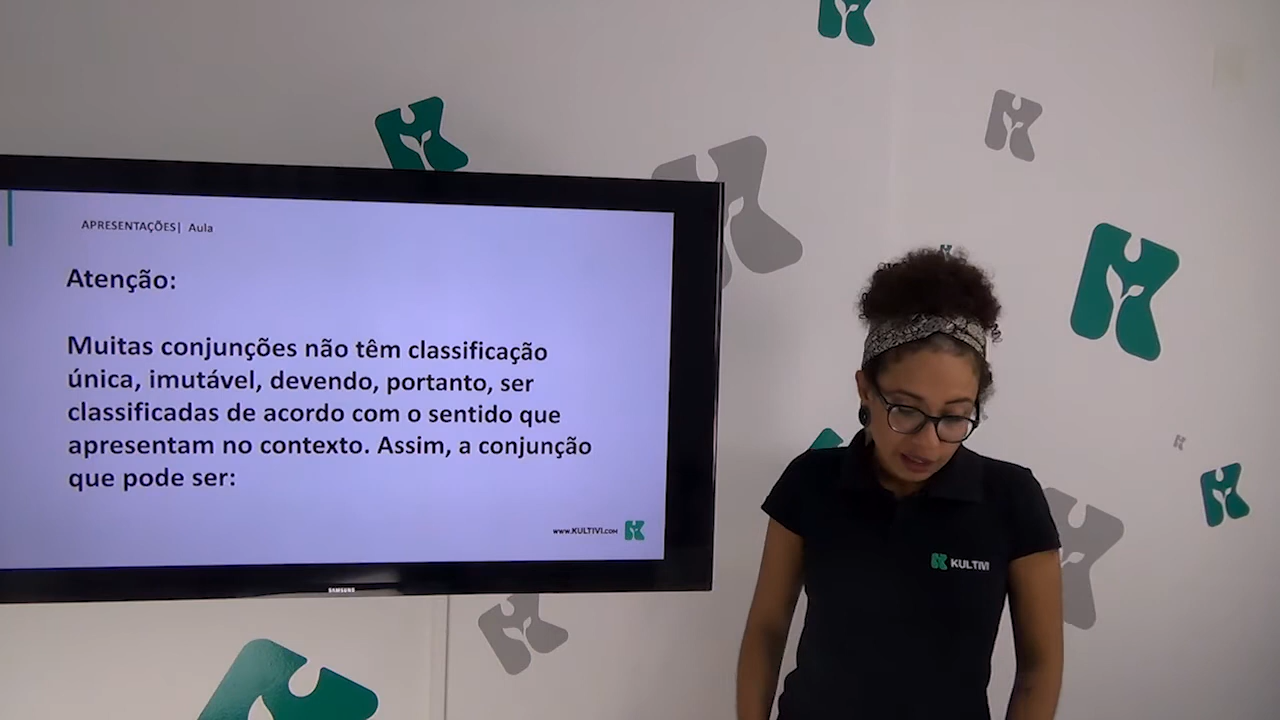 APRESENTAÇÕES| Aula
Atenção:
Muitas conjunções não têm classificação
única, imutável, devendo, portanto, ser
classificadas de acordo com o sentido que
apresentam no contexto. Assim, a conjunção
que pode ser:
www.KULTIVI.COM
SAMSUNG
KULTIVI